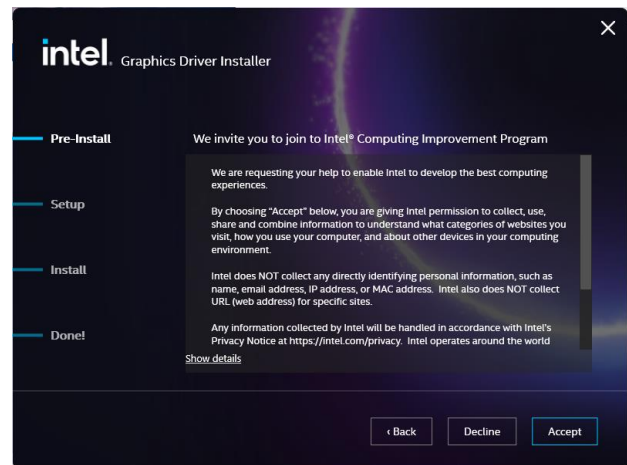 intel. Graphics Driver Installer
Pre-Install
Setup
Install
Done!
We invite you to join to Intel® Computing Improvement Program
We are requesting your help to enable Intel to develop the best computing
experiences.
By choosing "Accept" below, you are giving Intel permission to collect, use,
share and combine information to understand what categories of websites you
visit, how you use your computer, and about other devices in your computing
environment.
Intel does NOT collect any directly identifying personal information, such as
name, email address, IP address, or MAC address.  Intel also does NOT collect
URL (web address) for specific sites.
Any information collected by Intel will be handled in accordance with Intel's
Privacy Notice at https://intel.com/privacy.  Intel operates around the world
Show details
‹ Back
Decline
Accept